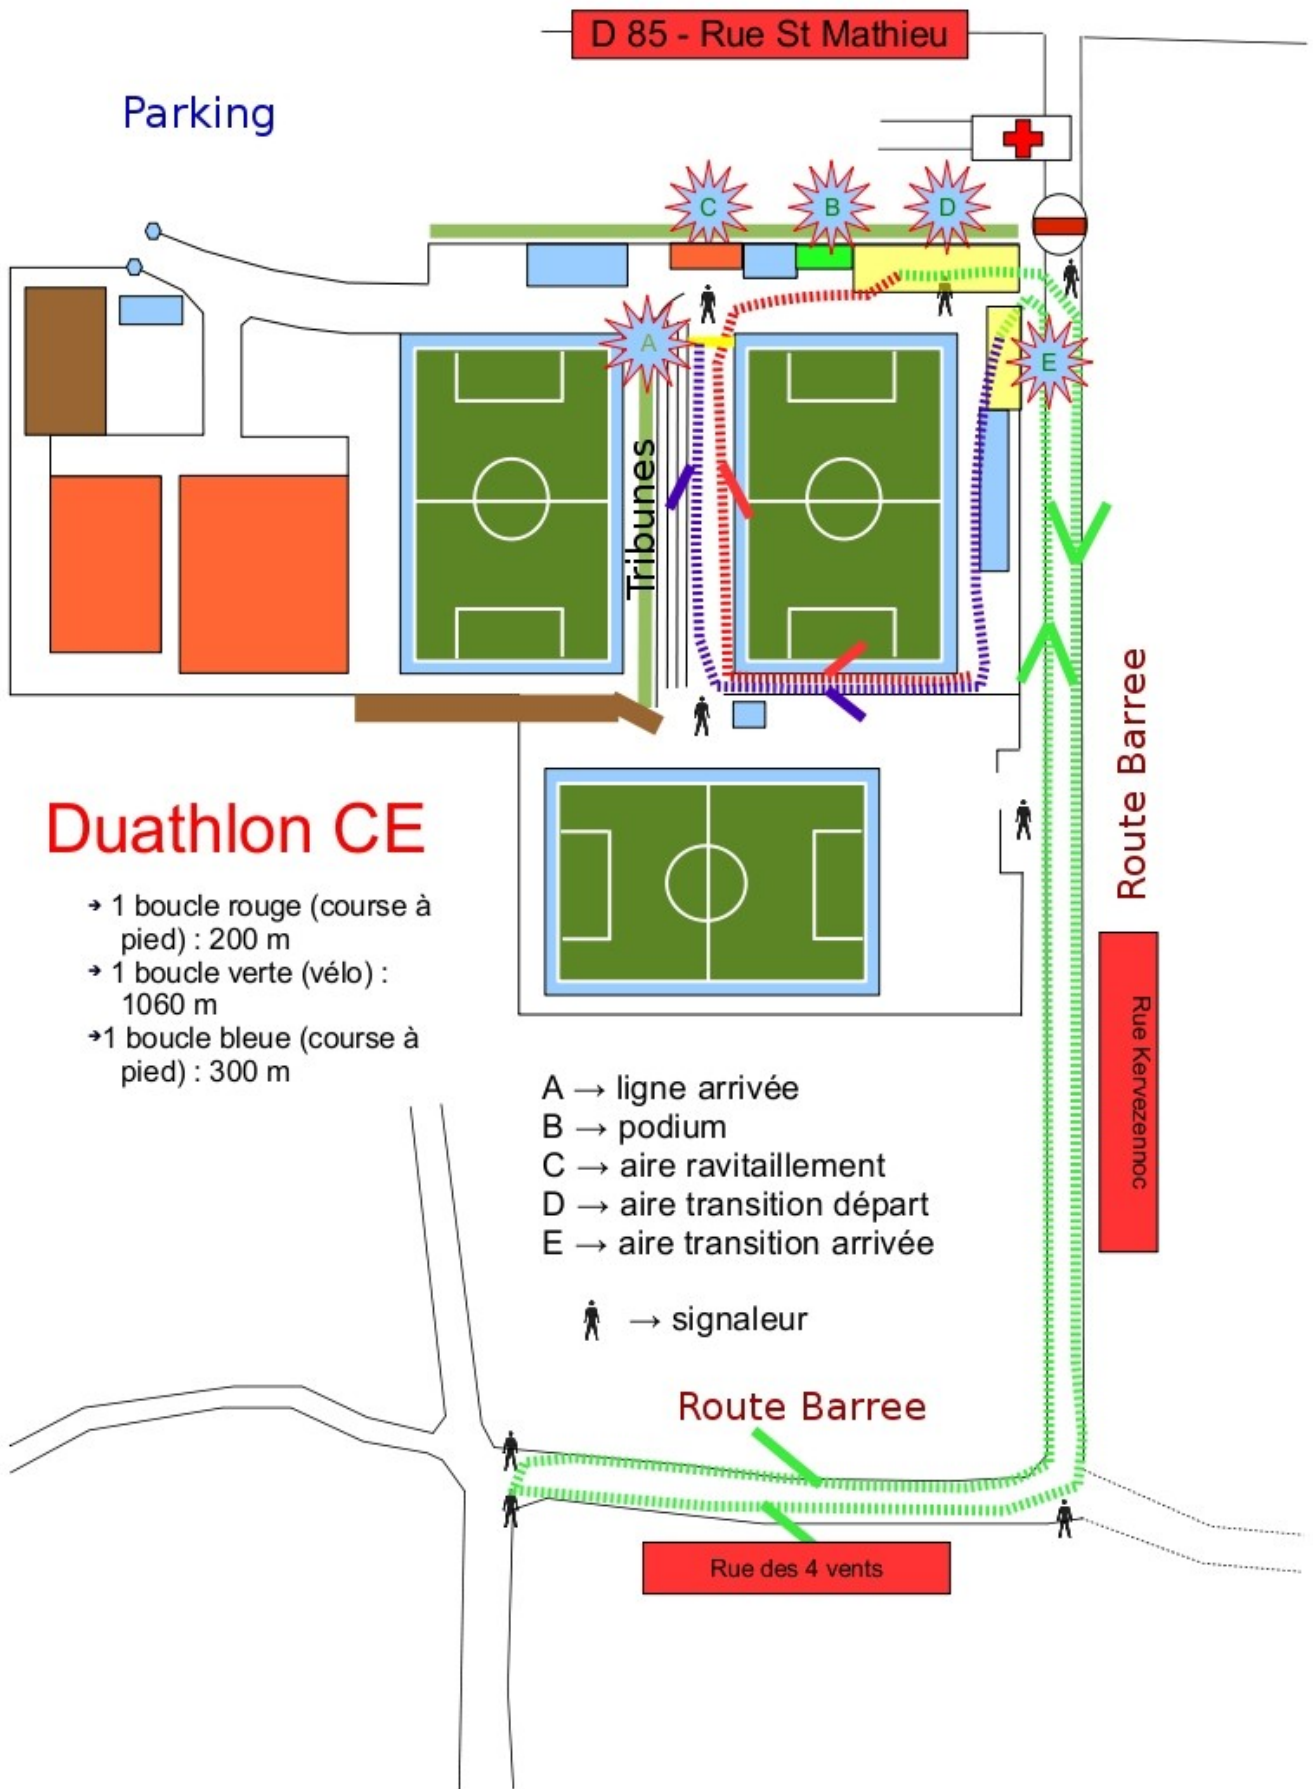 D 85 - Rue St Mathieu
Parking
C
B
D
A
E
Tribunes
Route Barree
Duathlon CE
➔ 1 boucle rouge (course à
pied) : 200 m
➔ 1 boucle verte (vélo) :
1060 m
➔1 boucle bleue (course à
pied) : 300 m
Rue Kervezennoc
A → ligne arrivée
B → podium
C → aire ravitaillement
D → aire transition départ
E → aire transition arrivée
→ signaleur
Route Barree
Rue des 4 vents